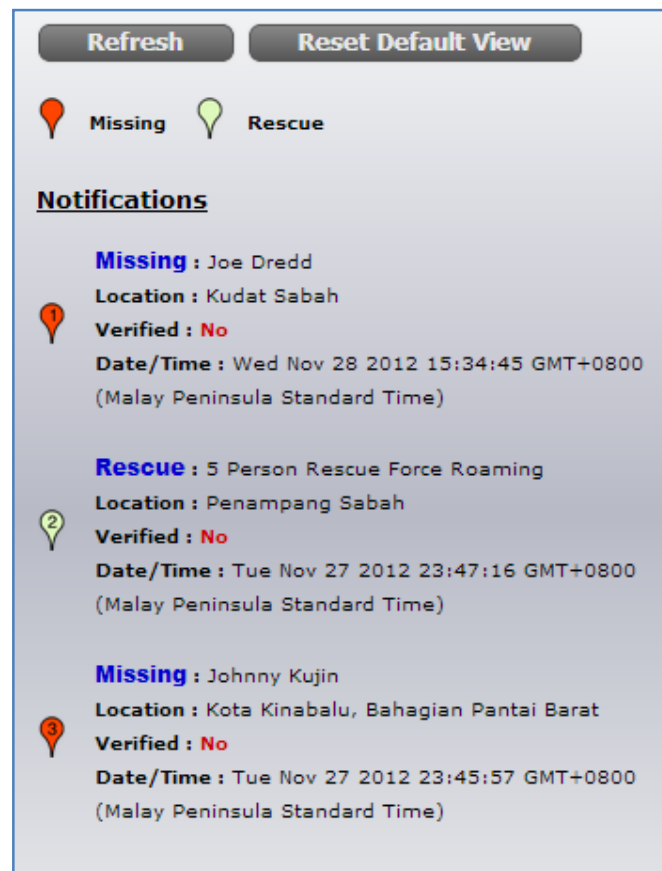 Refresh Reset Default View
Missing Rescue
Notifications
Missing : Joe Dredd
Location : Kudat Sabah
1
Verified : No
Date/Time : Wed Nov 28 2012 15:34:45 GMT+0800
(Malay Peninsula Standard Time)
Rescue : 5 Person Rescue Force Roaming
Location : Penampang Sabah
2
Verified : No
Date/Time : Tue Nov 27 2012 23:47:16 GMT+0800
(Malay Peninsula Standard Time)
Missing : Johnny Kujin
Location : Kota Kinabalu, Bahagian Pantai Barat
3
Verified : No
Date/Time : Tue Nov 27 2012 23:45:57 GMT+0800
(Malay Peninsula Standard Time)